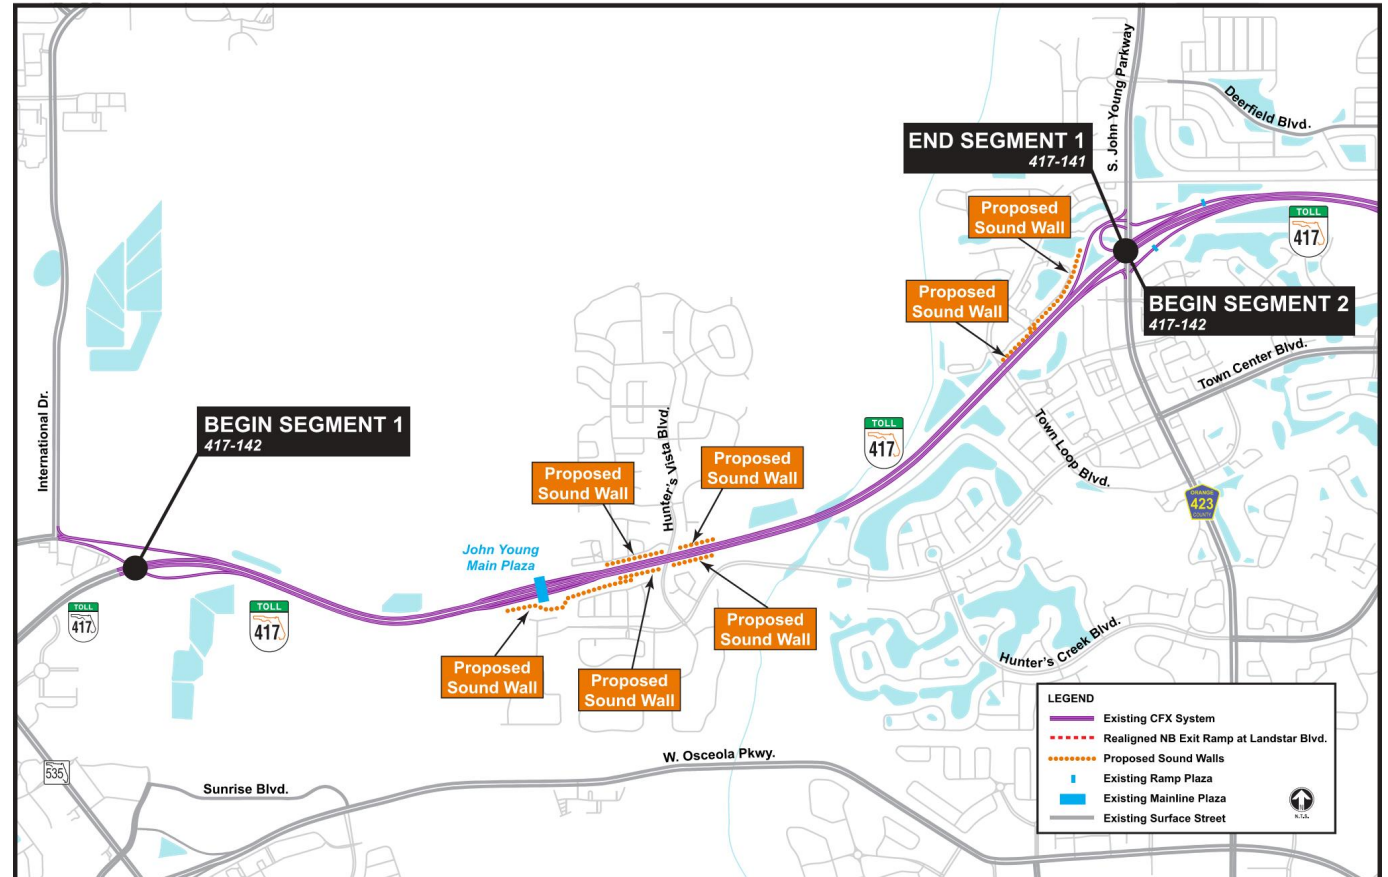 S. John Young Parkway
Deerfield Blvd.
END SEGMENT 1
417-141
Proposed
Sound Wall
TOLL
417
Proposed
Sound Wall
BEGIN SEGMENT 2
417-142
Town Center Blvd.
International Dr.
BEGIN SEGMENT 1
417-142
Hunter's Vista Blvd.
TOLL
417
Town Loop Blvd.
Proposed
Sound Wall
Proposed
Sound Wall
ORANGE
423
COUNTY
John Young
Main Plaza
TOLL
417
TOLL
417
Proposed
Sound Wall
Proposed
Sound Wall
Proposed
Sound Wall
Hunter's Creek Blvd.
535
Sunrise Blvd.
W. Osceola Pkwy.
LEGEND
Existing CFX System
Realigned NB Exit Ramp at Landstar Blvd.
Proposed Sound Walls
Existing Ramp Plaza
Existing Mainline Plaza
Existing Surface Street
N.T.S.